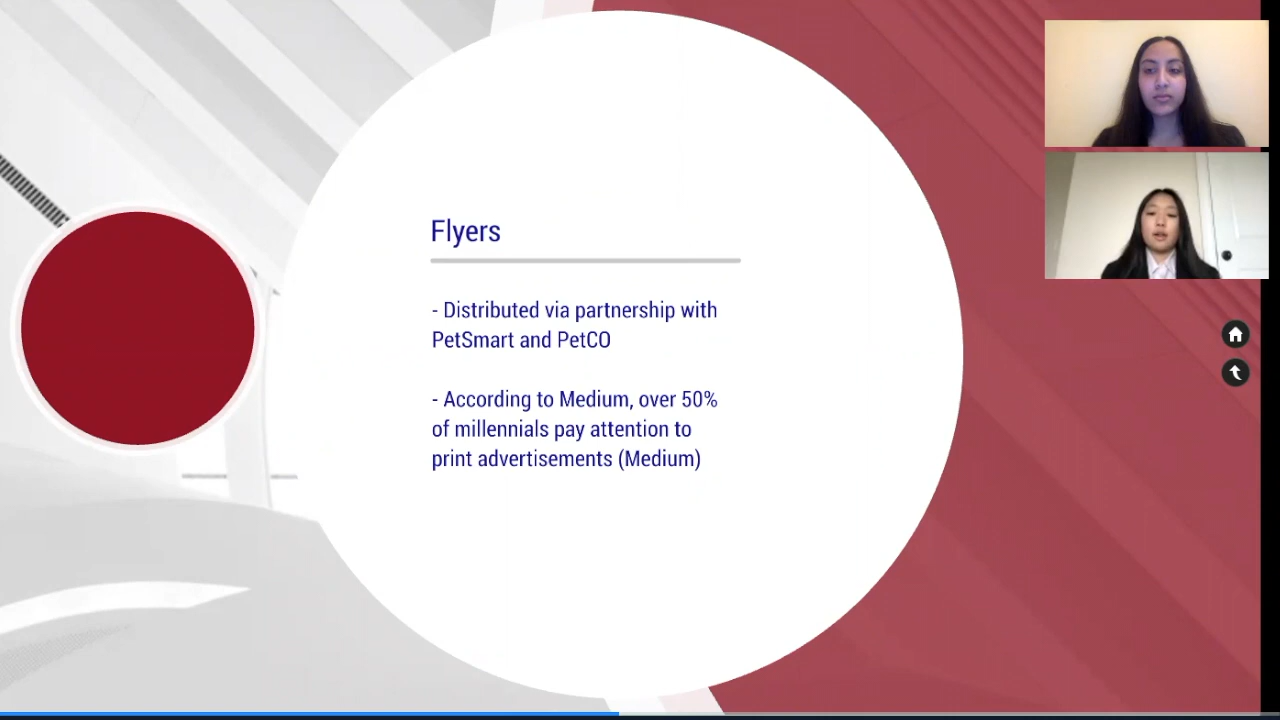 Flyers
- Distributed via partnership with
PetSmart and PetCO
- According to Medium, over 50%
of millennials pay attention to
print advertisements (Medium)